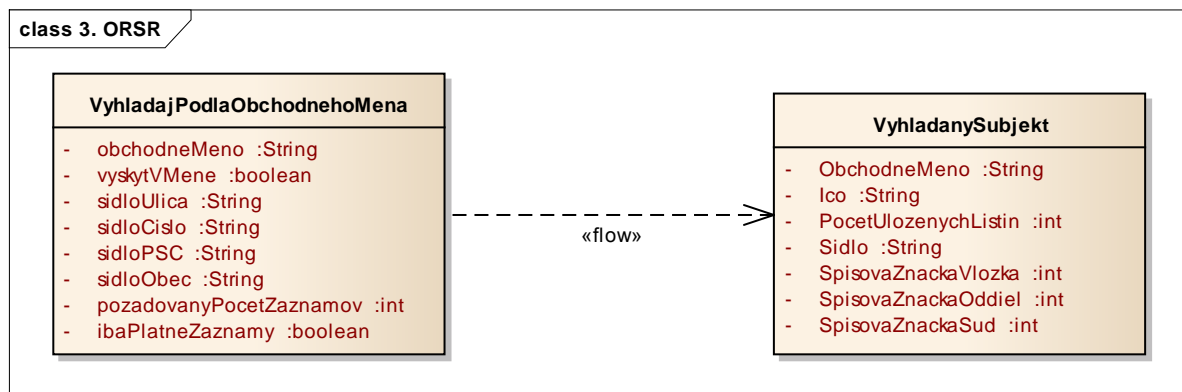 class 3. ORSR
VyhladajPodlaObchodnehoMena
- obchodneMeno :String
- vyskytVMene :boolean
- sidloUlica :String
- sidloCislo :String
- sidloPSC :String
- sidloObec :String
- pozadovanyPocetZaznamov :int
- ibaPlatneZaznamy :boolean
«flow»
VyhladanySubjekt
- ObchodneMeno :String
- Ico :String
- PocetUlozenychListin :int
- Sidlo :String
- SpisovaZnackaVlozka :int
- SpisovaZnackaOddiel :int
- SpisovaZnackaSud :int